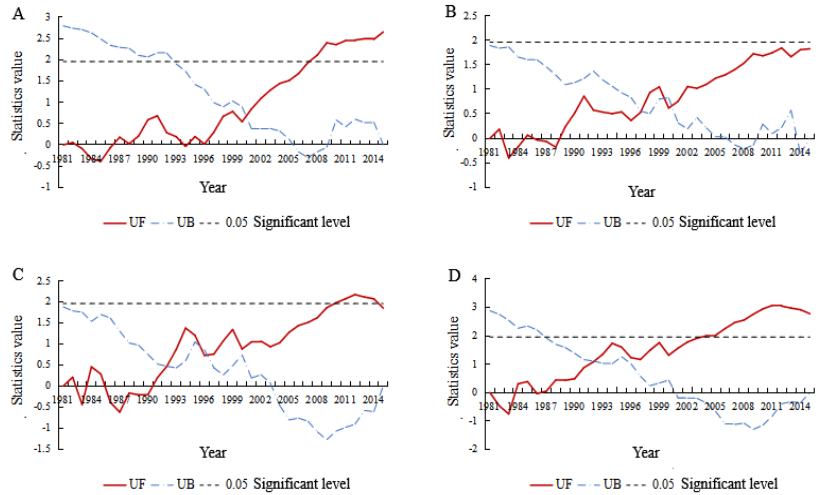 A
Statistics value
3
2.5
2
1.5
1
0.5
0
-0.5
-1
1981 1984 1987 1990 1993 1996 1999 2002 2005 2008 2011 2014
Year
UF UB 0.05 Significant level
B
Statistics value
2.5
2
1.5
1
0.5
0
-0.5
-1
1981 1984 1987 1990 1993 1996 1999 2002 2005 2008 2011 2014
Year
UF UB 0.05 Significant level
C
Statistics value
2.5
2
1.5
1
0.5
0
-0.5
-1
-1.5
1981 1984 1987 1990 1993 1996 1999 2002 2005 2008 2011 2014
Year
UF UB 0.05 Significant level
D
Statistics value
4
3
2
1
0
-1
-2
1981 1984 1987 1990 1993 1996 1999 2002 2005 2008 2011 2014
Year
UF UB 0.05 Significant level